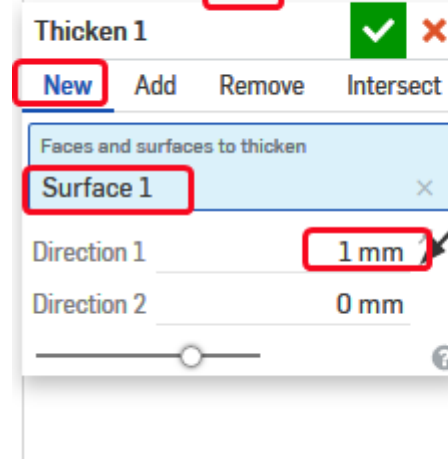 Thicken 1
New Add Remove Intersect
Faces and surfaces to thicken
Surface 1
Direction 1 1 mm
Direction 2 0 mm